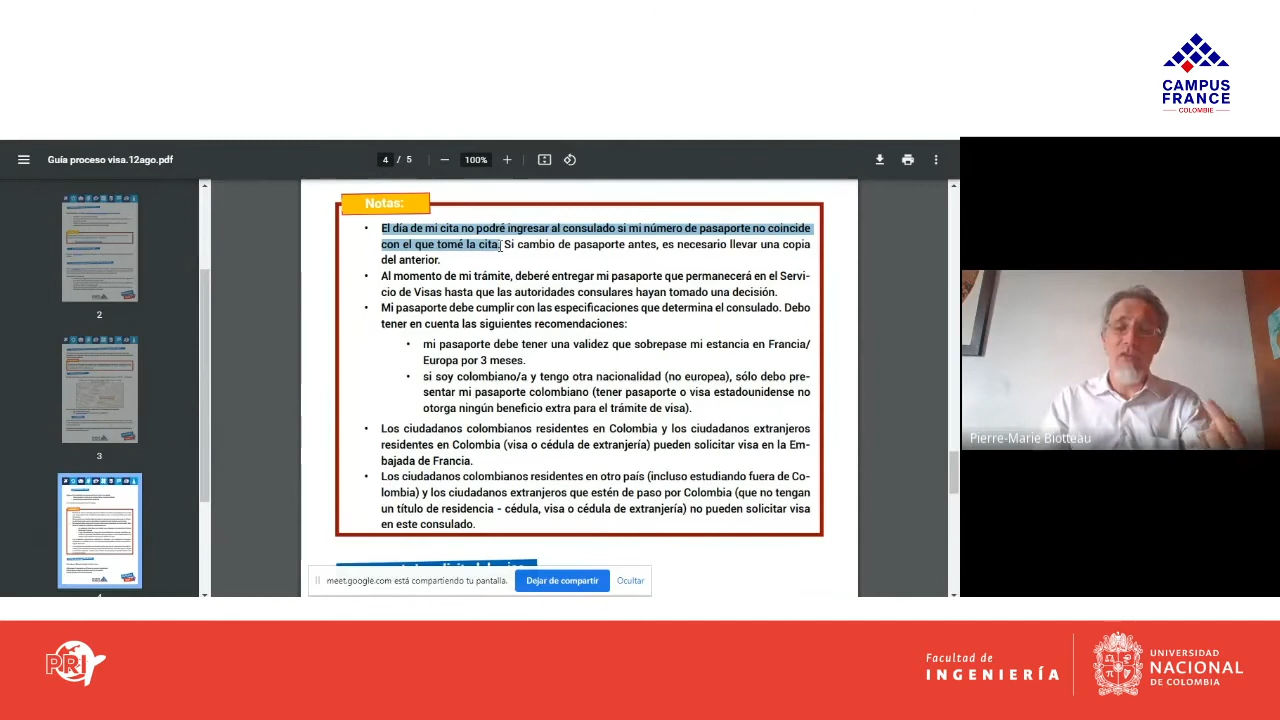 CAMPUS
FRANCE
COLOMBIE
Guía proceso visa.12ago.pdf
4 / 5
100%
2
3
Notas:
• El día de mi cita no podré ingresar al consulado si mi número de pasaporte no coincide
con el que tomé la cita. Si cambio de pasaporte antes, es necesario llevar una copia
del anterior.
• Al momento de mi trámite, deberé entregar mi pasaporte que permanecerá en el Servi-
cio de Visas hasta que las autoridades consulares hayan tomado una decisión.
• Mi pasaporte debe cumplir con las especificaciones que determina el consulado. Debo
tener en cuenta las siguientes recomendaciones:
• mi pasaporte debe tener una validez que sobrepase mi estancia en Francia/
Europa por 3 meses.
• si soy colombiano/a y tengo otra nacionalidad (no europea), sólo debo pre-
sentar mi pasaporte colombiano (tener pasaporte o visa estadounidense no
otorga ningún beneficio extra para el trámite de visa).
• Los ciudadanos colombianos residentes en Colombia y los ciudadanos extranjeros
residentes en Colombia (visa o cédula de extranjería) pueden solicitar visa en la Em-
bajada de Francia.
• Los ciudadanos colombianos residentes en otro país (incluso estudiando fuera de Co-
lombia) y los ciudadanos extranjeros que estén de paso por Colombia (que no tengan
un título de residencia - cédula, visa o cédula de extranjería) no pueden solicitar visa
en este consulado.
meet.google.com está compartiendo tu pantalla.
Dejar de compartir
Ocultar
Pierre-Marie Biotteau
PRI
Facultad de
INGENIERÍA
UNIVERSIDAD
NACIONAL
DE COLOMBIA